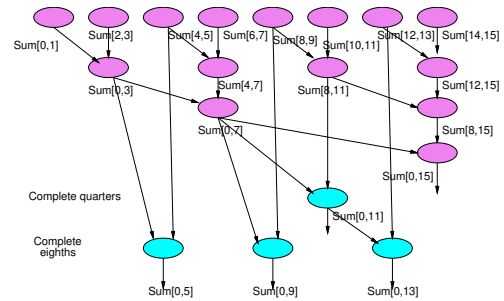 Sum[0,1]
Sum[2,3]
Sum[4,5]
Sum[6,7]
Sum[8,9]
Sum[10,11]
Sum[12,13]
Sum[14,15]
Sum[0,3]
Sum[4,7]
Sum[8,11]
Sum[12,15]
Sum[0,7]
Sum[8,15]
Sum[0,15]
Complete quarters
Sum[0,11]
Complete
eighths
Sum[0,5]
Sum[0,9]
Sum[0,13]